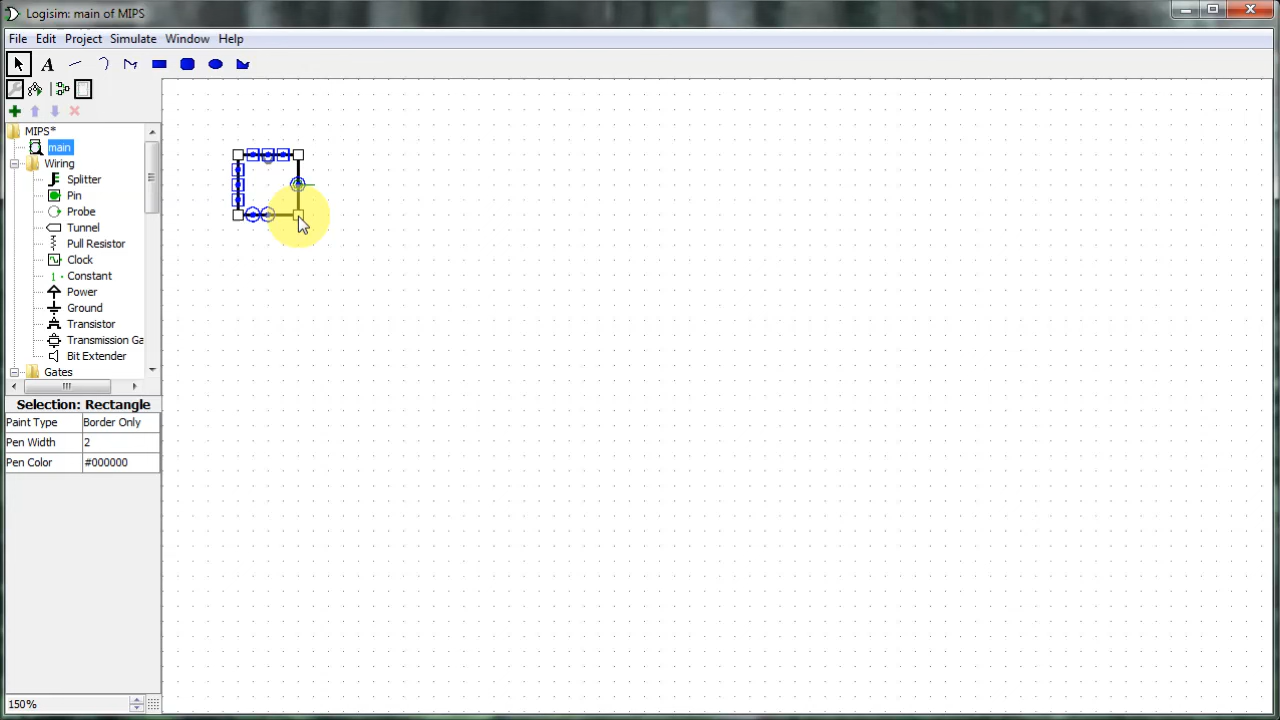 Logisim: main of MIPS
File Edit Project Simulate Window Help
A
MIPS*
main
Wiring
Splitter
Pin
Probe
Tunnel
Pull Resistor
Clock
1 Constant
Power
Ground
Transistor
Transmission Ga
Bit Extender
Gates
Selection: Rectangle
Paint Type Border Only
Pen Width 2
Pen Color #000000
150%